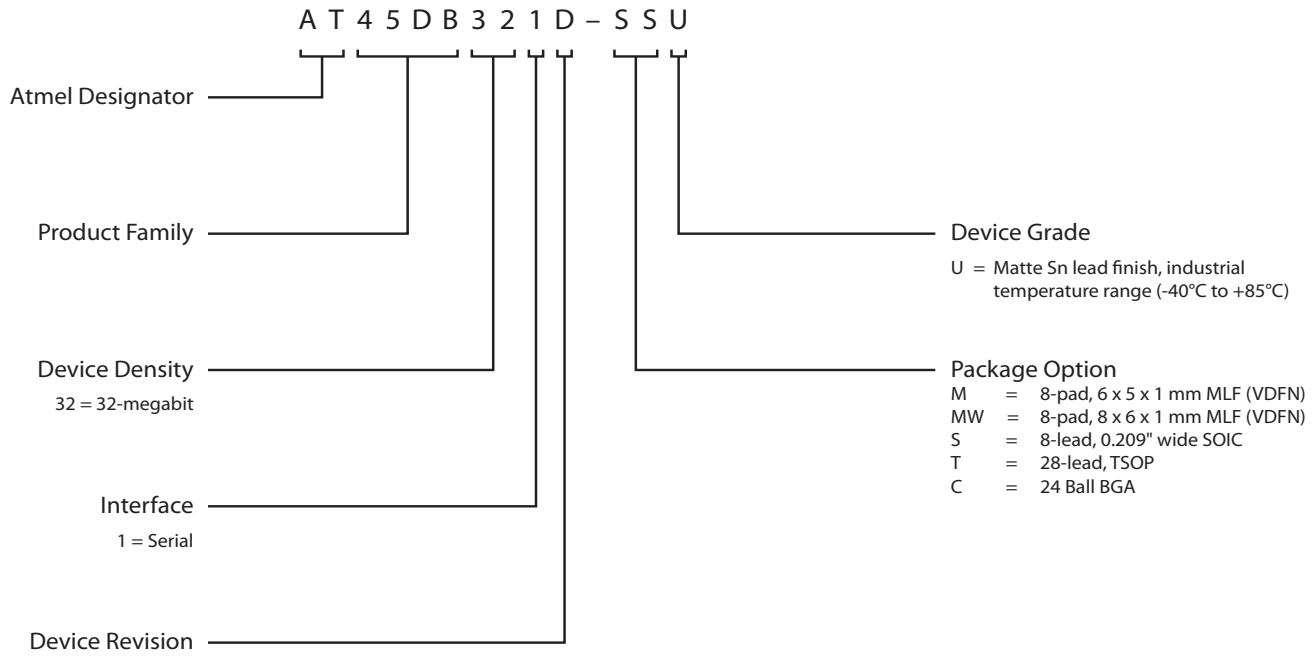 A T 4 5 D B 3 2 1 D – S S U
Atmel Designator
Product Family
Device Density
32 = 32-megabit
Interface
1 = Serial
Device Revision
Device Grade
U = Matte Sn lead finish, industrial
temperature range (-40°C to +85°C)
Package Option
M = 8-pad, 6 x 5 x 1 mm MLF (VDFN)
MW = 8-pad, 8 x 6 x 1 mm MLF (VDFN)
S = 8-lead, 0.209" wide SOIC
T = 28-lead, TSOP
C = 24 Ball BGA